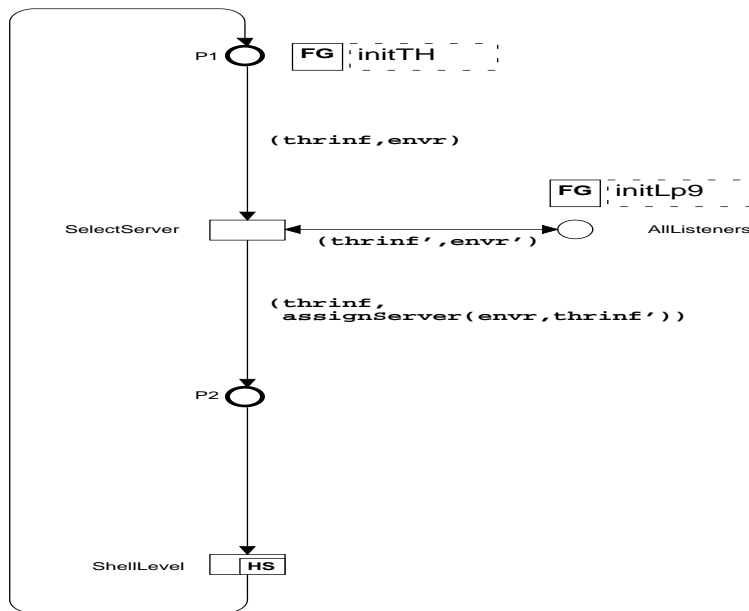 P1
FG initTH
(thrinf,envr)
FG initLp9
SelectServer
(thrinf′,envr′)
AllListeners
(thrinf,
assignServer(envr,thrinf′))
P2
ShellLevel
HS